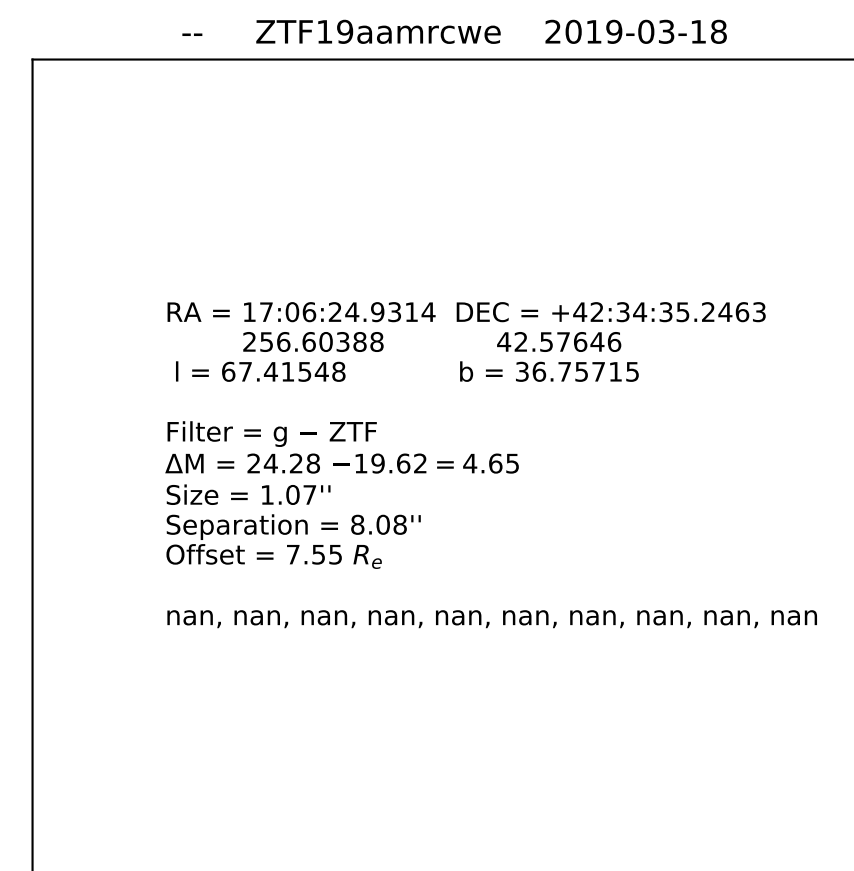 -- ZTF19aamrcwe 2019-03-18
RA = 17:06:24.9314 DEC = +42:34:35.2463
256.60388 42.57646
l = 67.41548 b = 36.75715
Filter = g − ZTF
ΔM = 24.28 −19.62 = 4.65
Size = 1.07''
Separation = 8.08''
Offset = 7.55 Re
nan, nan, nan, nan, nan, nan, nan, nan, nan, nan